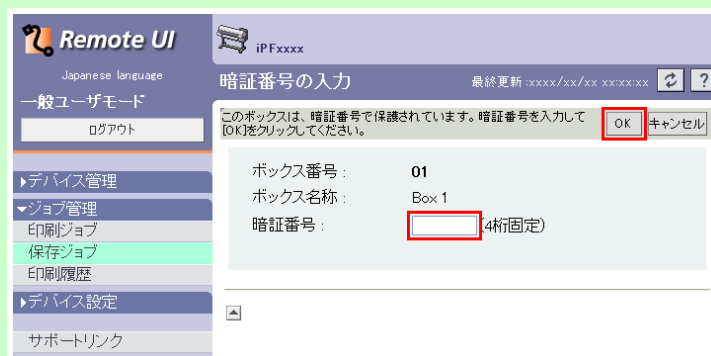 Remote UI
Japanese language
一般ユーザモード
ログアウト
▶デバイス管理
▼ジョブ管理
印刷ジョブ
保存ジョブ
印刷履歴
▶デバイス設定
サポートリンク
iPFxxxx
暗証番号の入力
最終更新:xxxx/xx/xx xx:xx:xx
?
このボックスは、暗証番号で保護されています。暗証番号を入力して
[OK]をクリックしてください。
OK
キャンセル
ボックス番号: 01
ボックス名称: Box 1
暗証番号: (4桁固定)